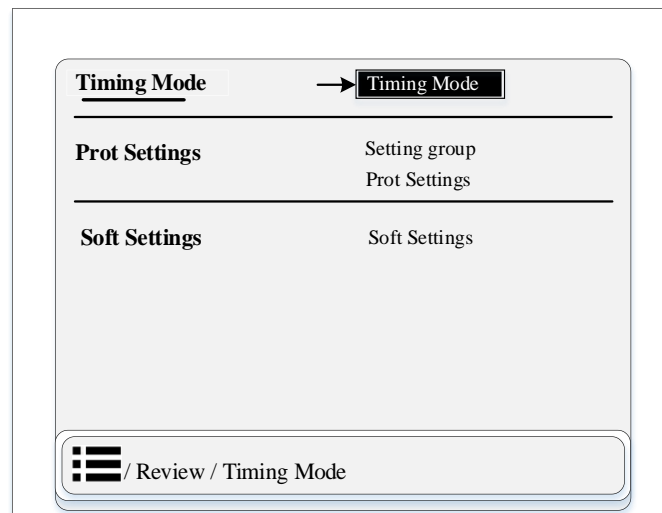 Timing Mode Timing Mode
Prot Settings Setting group
Prot Settings
Soft Settings Soft Settings
/ Review / Timing Mode